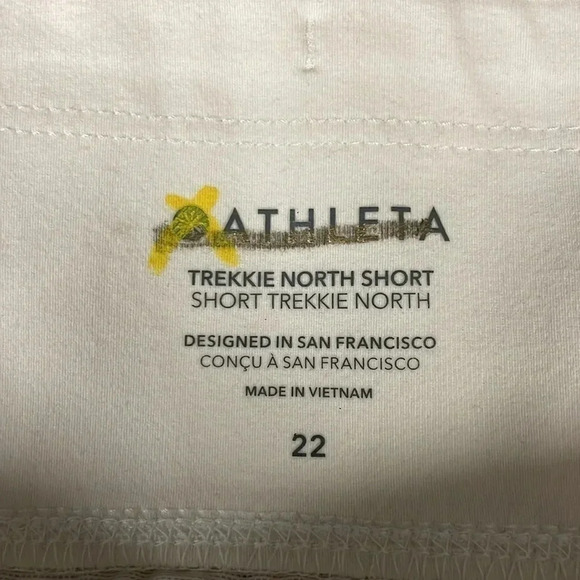 ATHLETA
TREKKIE NORTH SHORT
SHORT TREKKIE NORTH
DESIGNED IN SAN FRANCISCO
CONÇU À SAN FRANCISCO
MADE IN VIETNAM
22